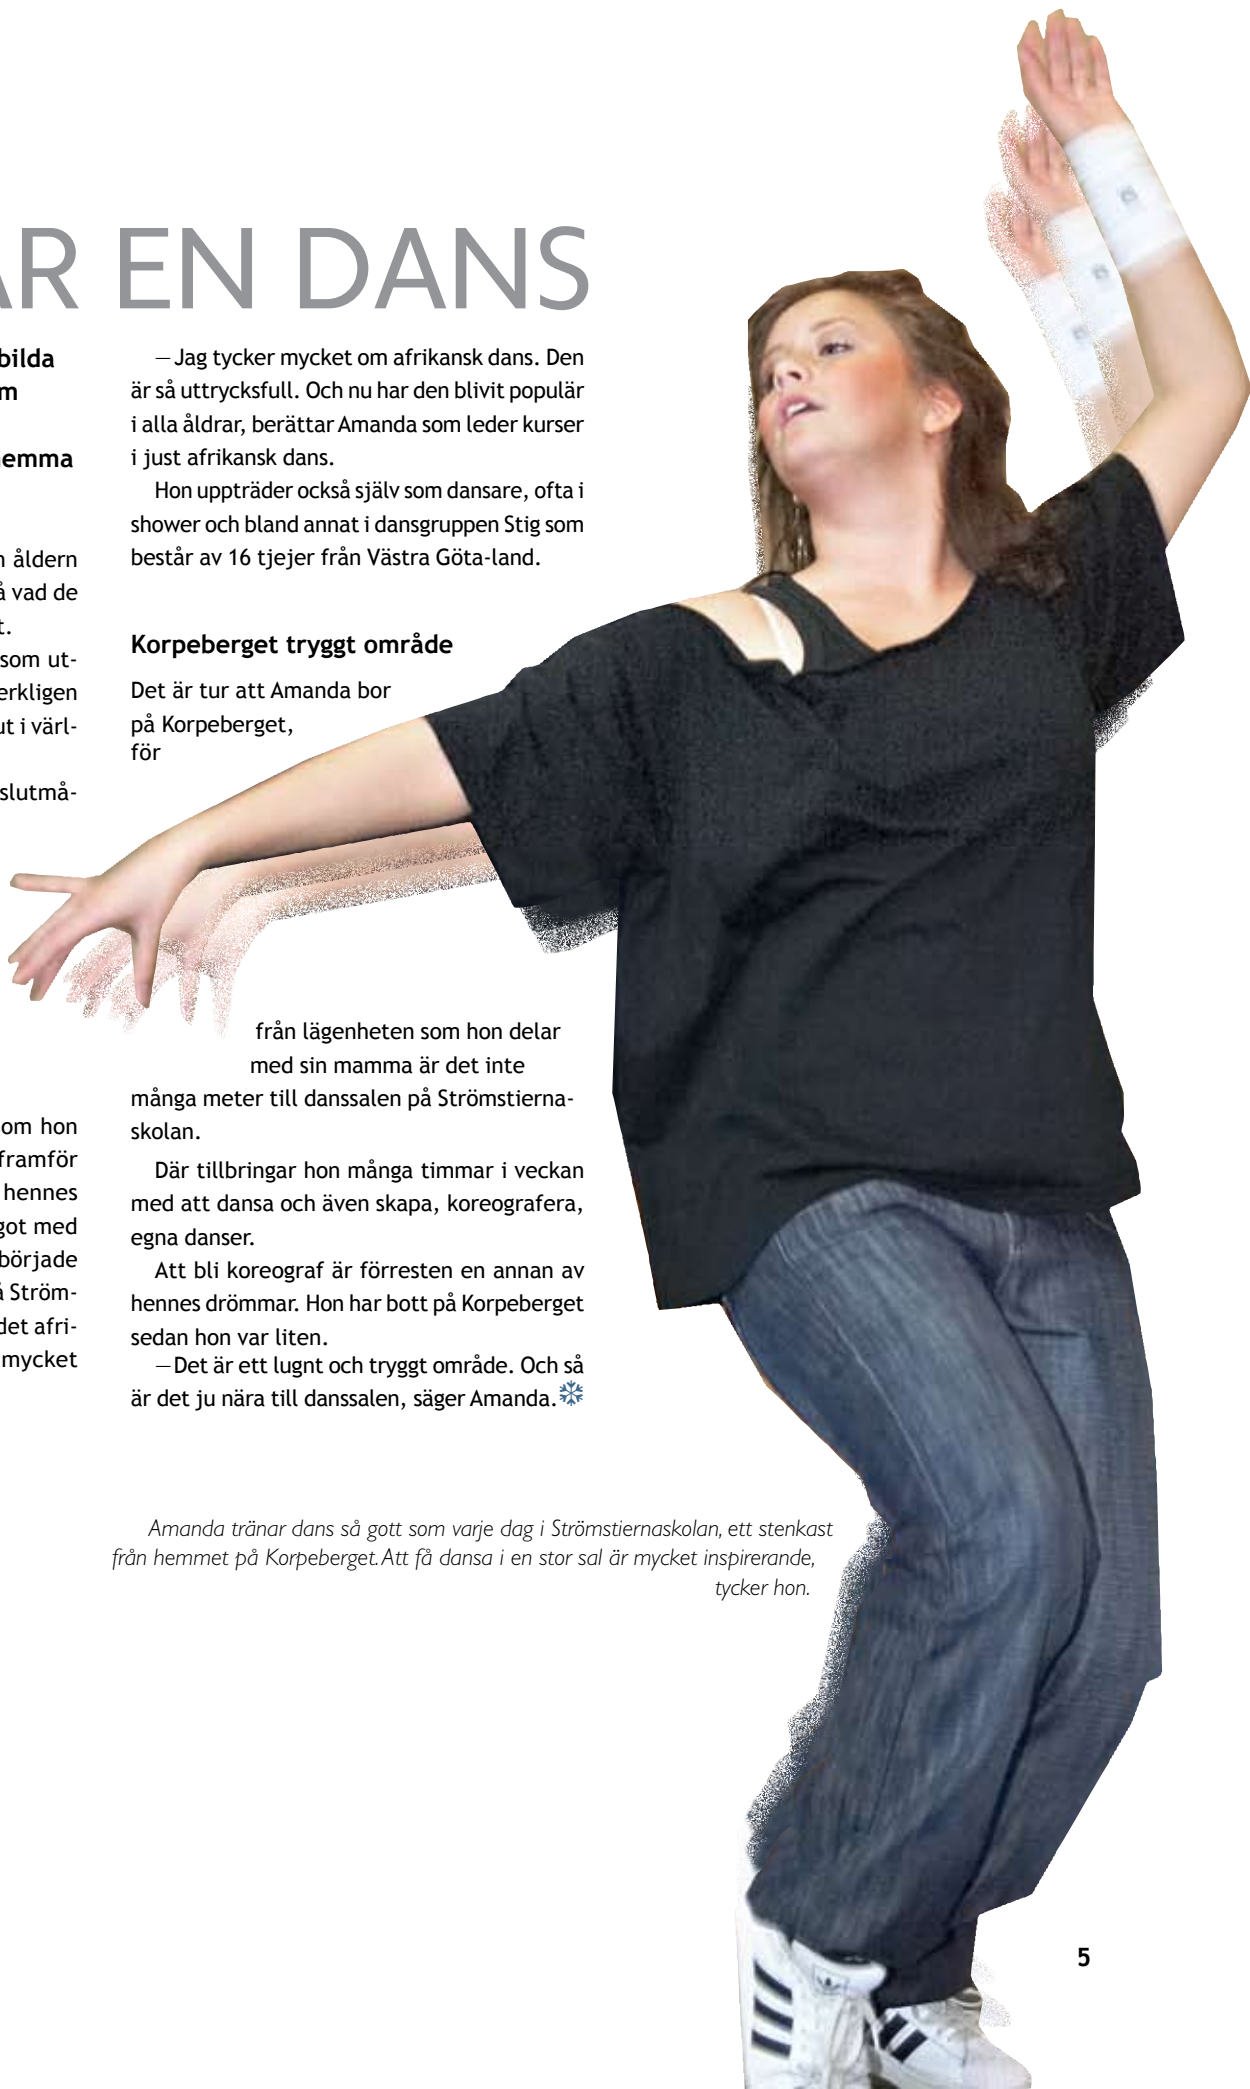 AR EN DANS
bilda
m
hemma
n åldern
å vad de
t.
som ut-
erkligen
ut i värl-
slutmå-
om hon
framför
hennes
got med
började
å Ström-
det afri-
mycket
– Jag tycker mycket om afrikansk dans. Den
är så uttrycksfull. Och nu har den blivit populär
i alla åldrar, berättar Amanda som leder kurser
i just afrikansk dans.
Hon uppträder också själv som dansare, ofta i
shower och bland annat i dansgruppen Stig som
består av 16 tjejer från Västra Göta-land.
Korpeberget tryggt område
Det är tur att Amanda bor
på Korpeberget,
för
från lägenheten som hon delar
med sin mamma är det inte
många meter till danssalen på Strömstierna-
skolan.
Där tillbringar hon många timmar i veckan
med att dansa och även skapa, koreografera,
egna danser.
Att bli koreograf är förresten en annan av
hennes drömmar. Hon har bott på Korpeberget
sedan hon var liten.
– Det är ett lugnt och tryggt område. Och så
är det ju nära till danssalen, säger Amanda.
Amanda tränar dans så gott som varje dag i Strömstiernaskolan, ett stenkast
från hemmet på Korpeberget. Att få dansa i en stor sal är mycket inspirerande,
tycker hon.
5